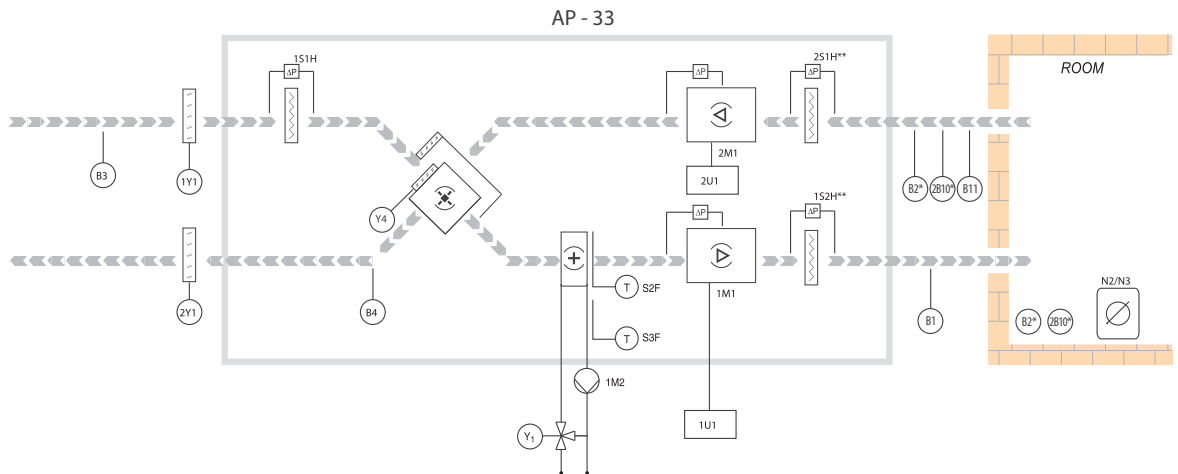 AP - 33
1S1H
ΔP
ΔP
2S1H**
ΔP
ROOM
B3
1Y1
2M1
2U1
B2*
2B10*
B11
Y4
ΔP
1S2H**
ΔP
2Y1
B4
T
S2F
1M1
B1
N2/N3
B2*
2B10*
T
S3F
1M2
1U1
Y1